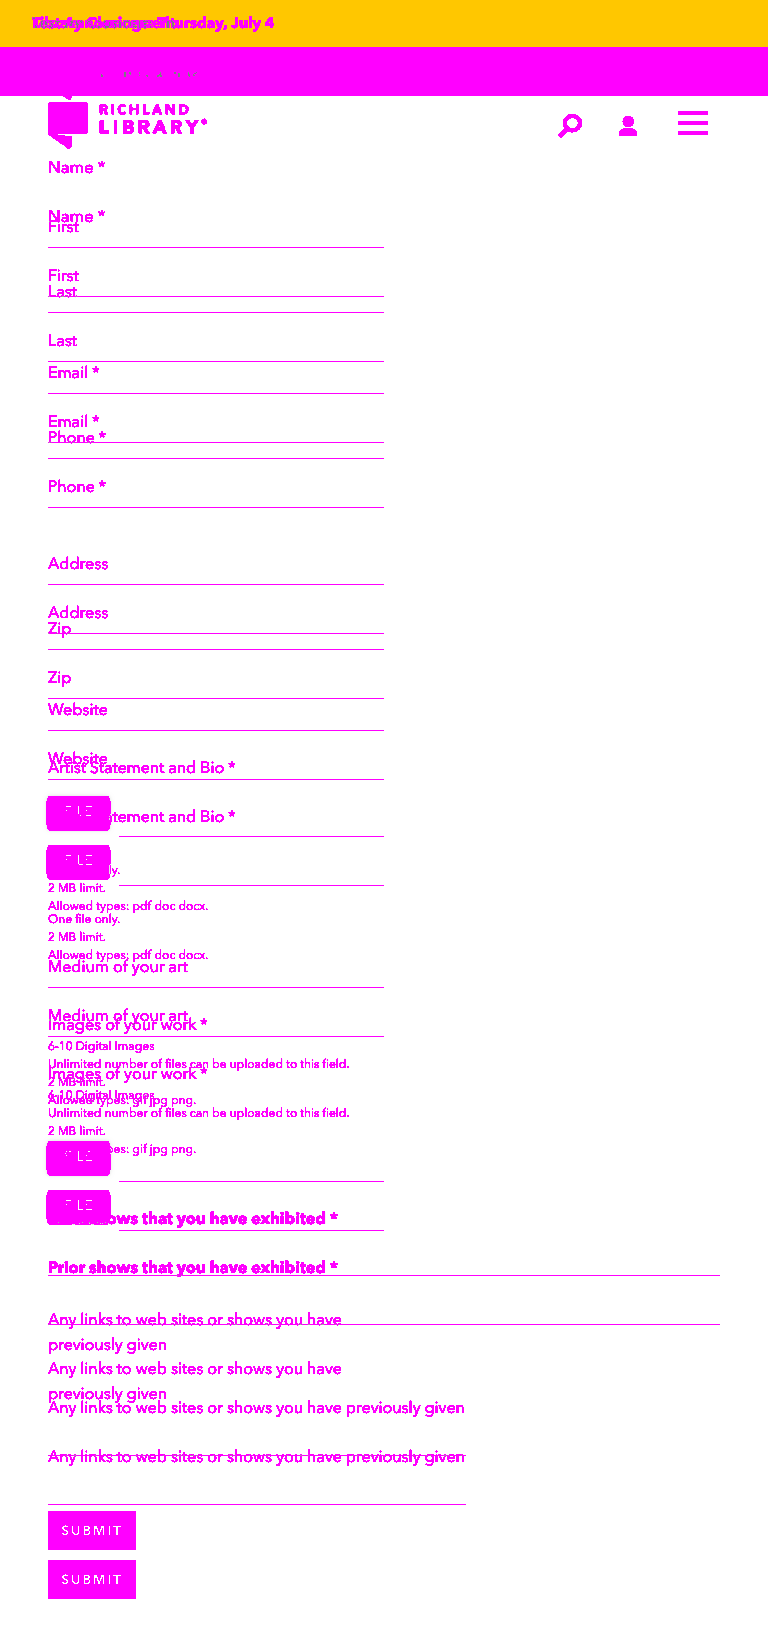 Library Closings Thursday, July 4
RICHLAND
LIBRARY
Name *
Name *
First
First
Last
Last
Email *
Email *
Phone *
Phone *
Address
Address
Zip
Zip
Website
Website
Artist Statement and Bio *
FILE
Statement and Bio *
FILE
only.
2 MB limit.
Allowed types: pdf doc docx.
One file only.
2 MB limit.
Allowed types: pdf doc docx.
Medium of your art
Medium of your art
Images of your work *
6-10 Digital Images
Unlimited number of files can be uploaded to this field.
Images of your work *
2 MB limit.
6-10 Digital Images
Allowed types: gif jpg png.
Unlimited number of files can be uploaded to this field.
2 MB limit.
types: gif jpg png.
FILE
FILE
shows that you have exhibited *
Prior shows that you have exhibited *
Any links to web sites or shows you have
previously given
Any links to web sites or shows you have
previously given
Any links to web sites or shows you have previously given
Any links to web sites or shows you have previously given
SUBMIT
SUBMIT